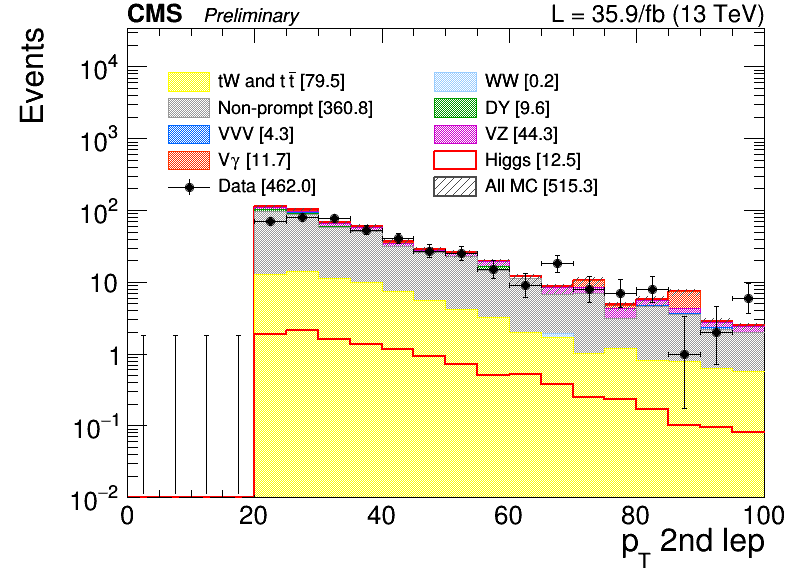 CMS Preliminary L = 35.9/fb (13 TeV)
Events
10⁴
10³
10²
10
1
10⁻¹
10⁻²
tW and t t̄ [79.5]
Non-prompt [360.8]
VVV [4.3]
Vγ [11.7]
Data [462.0]
WW [0.2]
DY [9.6]
VZ [44.3]
Higgs [12.5]
All MC [515.3]
0 20 40 60 80 100
p_T 2nd lep